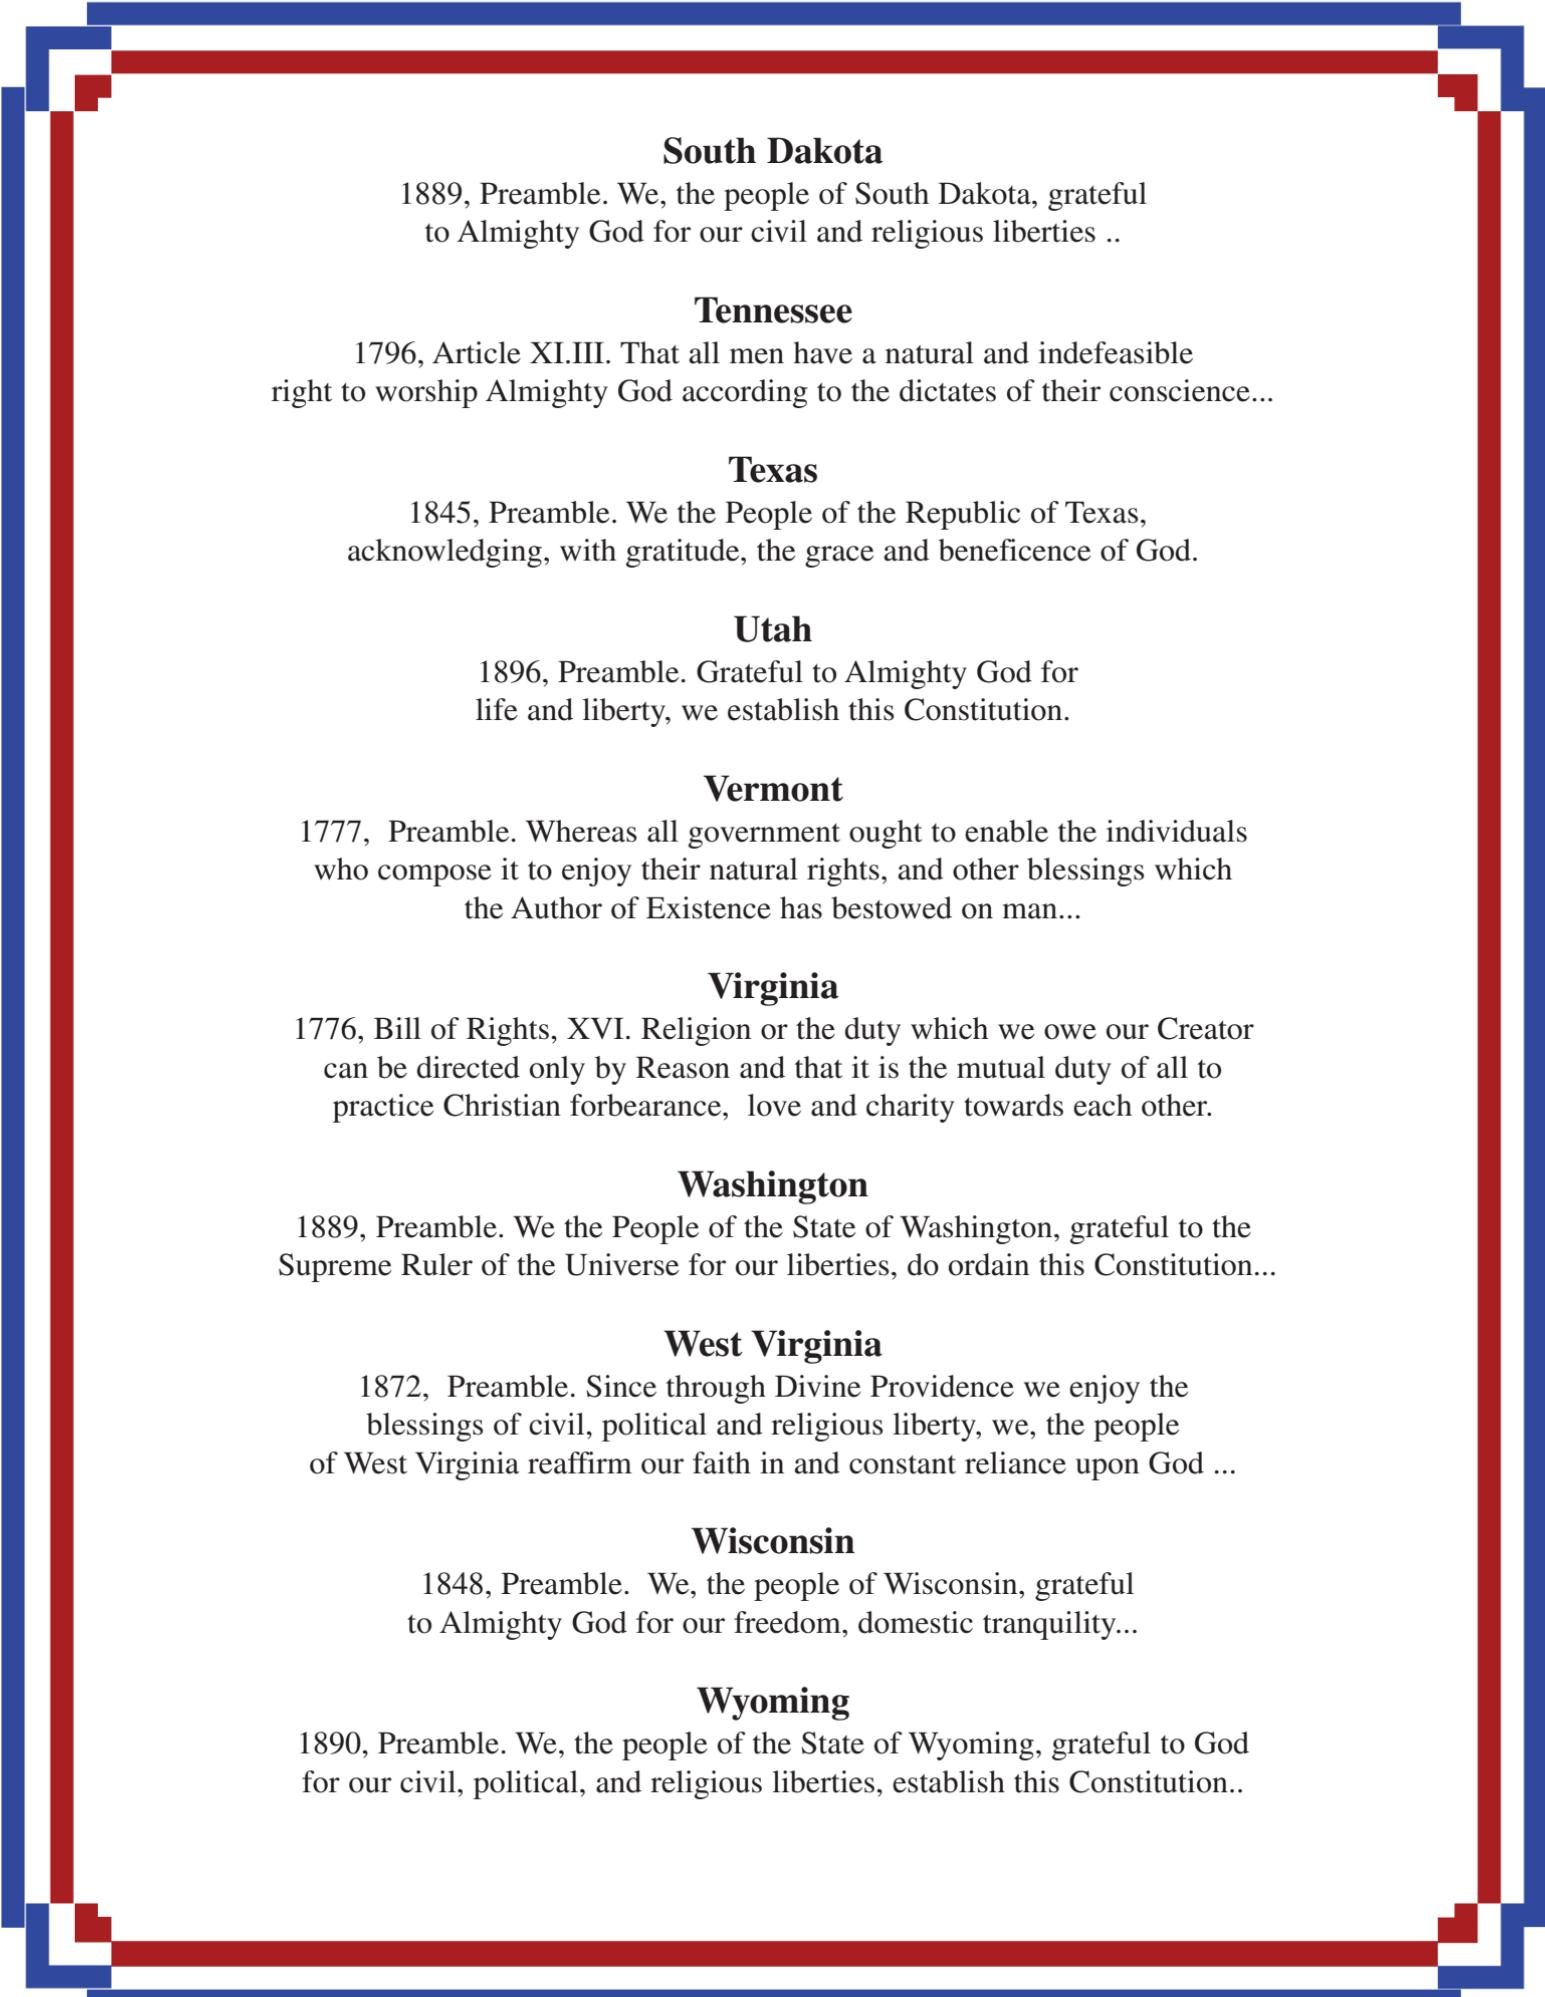 South Dakota
1889, Preamble. We, the people of South Dakota, grateful
to Almighty God for our civil and religious liberties ..
Tennessee
1796, Article XI.III. That all men have a natural and indefeasible
right to worship Almighty God according to the dictates of their conscience...
Texas
1845, Preamble. We the People of the Republic of Texas,
acknowledging, with gratitude, the grace and beneficence of God.
Utah
1896, Preamble. Grateful to Almighty God for
life and liberty, we establish this Constitution.
Vermont
1777,  Preamble. Whereas all government ought to enable the individuals
who compose it to enjoy their natural rights, and other blessings which
the Author of Existence has bestowed on man...
Virginia
1776, Bill of Rights, XVI. Religion or the duty which we owe our Creator
can be directed only by Reason and that it is the mutual duty of all to
practice Christian forbearance,  love and charity towards each other.
Washington
1889, Preamble. We the People of the State of Washington, grateful to the
Supreme Ruler of the Universe for our liberties, do ordain this Constitution...
West Virginia
1872,  Preamble. Since through Divine Providence we enjoy the
blessings of civil, political and religious liberty, we, the people
of West Virginia reaffirm our faith in and constant reliance upon God ...
Wisconsin
1848, Preamble.  We, the people of Wisconsin, grateful
to Almighty God for our freedom, domestic tranquility...
Wyoming
1890, Preamble. We, the people of the State of Wyoming, grateful to God
for our civil, political, and religious liberties, establish this Constitution..